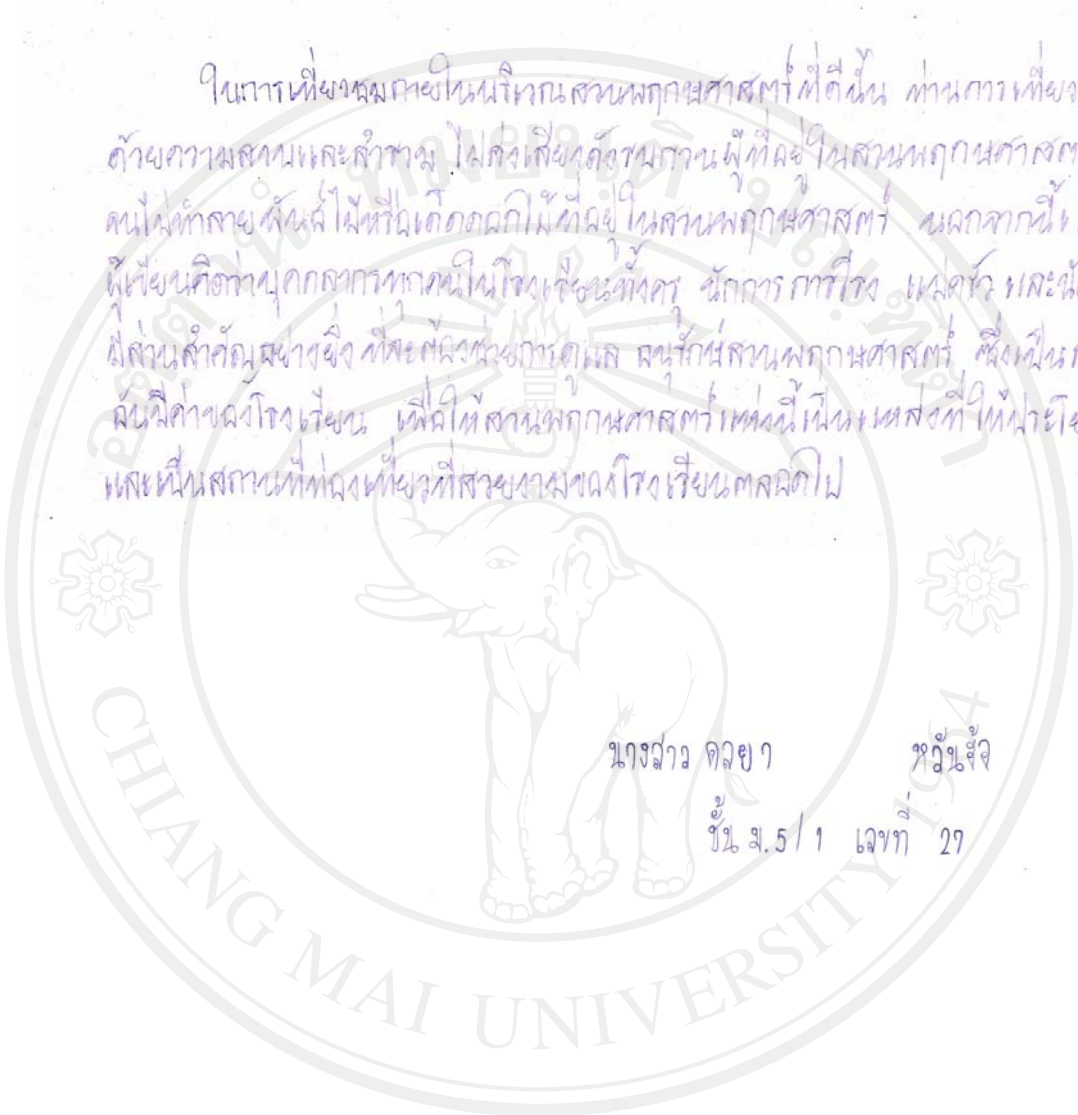 ในการเที่ยวชมภายในบริเวณสวนพฤกษศาสตร์ที่ดีนั้น ท่านการเที่ยว
ด้วยความสงบและสำรวม ไม่ส่งเสียงดังรบกวนผู้ที่อยู่ในสวนพฤกษศาสต
คนไปทำลายพันธุ์ไม้หรือเด็ดดอกไม้ที่อยู่ในสวนพฤกษศาสตร์ นอกจากนี้
ผู้เขียนคิดว่าบุคคลากรทุกคนในโรงเรียนทั้งครู นักการภารโรง แม่ครัว และนั
มีส่วนสำคัญอย่างยิ่ง ที่จะต้องช่วยการดูแล อนุรักษ์สวนพฤกษศาสตร์ ซึ่งเป็น
อันมีค่าของโรงเรียน เพื่อให้สวนพฤกษศาสตร์แห่งนี้เป็นแหล่งที่ให้ประโย
และเป็นสถานที่ท่องเที่ยวที่สวยงามของโรงเรียนตลอดไป
นางสาว ดลยา หวันงั๊ว
ชั้น ม.5/1 เลขที่ 27
CHIANG MAI UNIVERSITY 1964